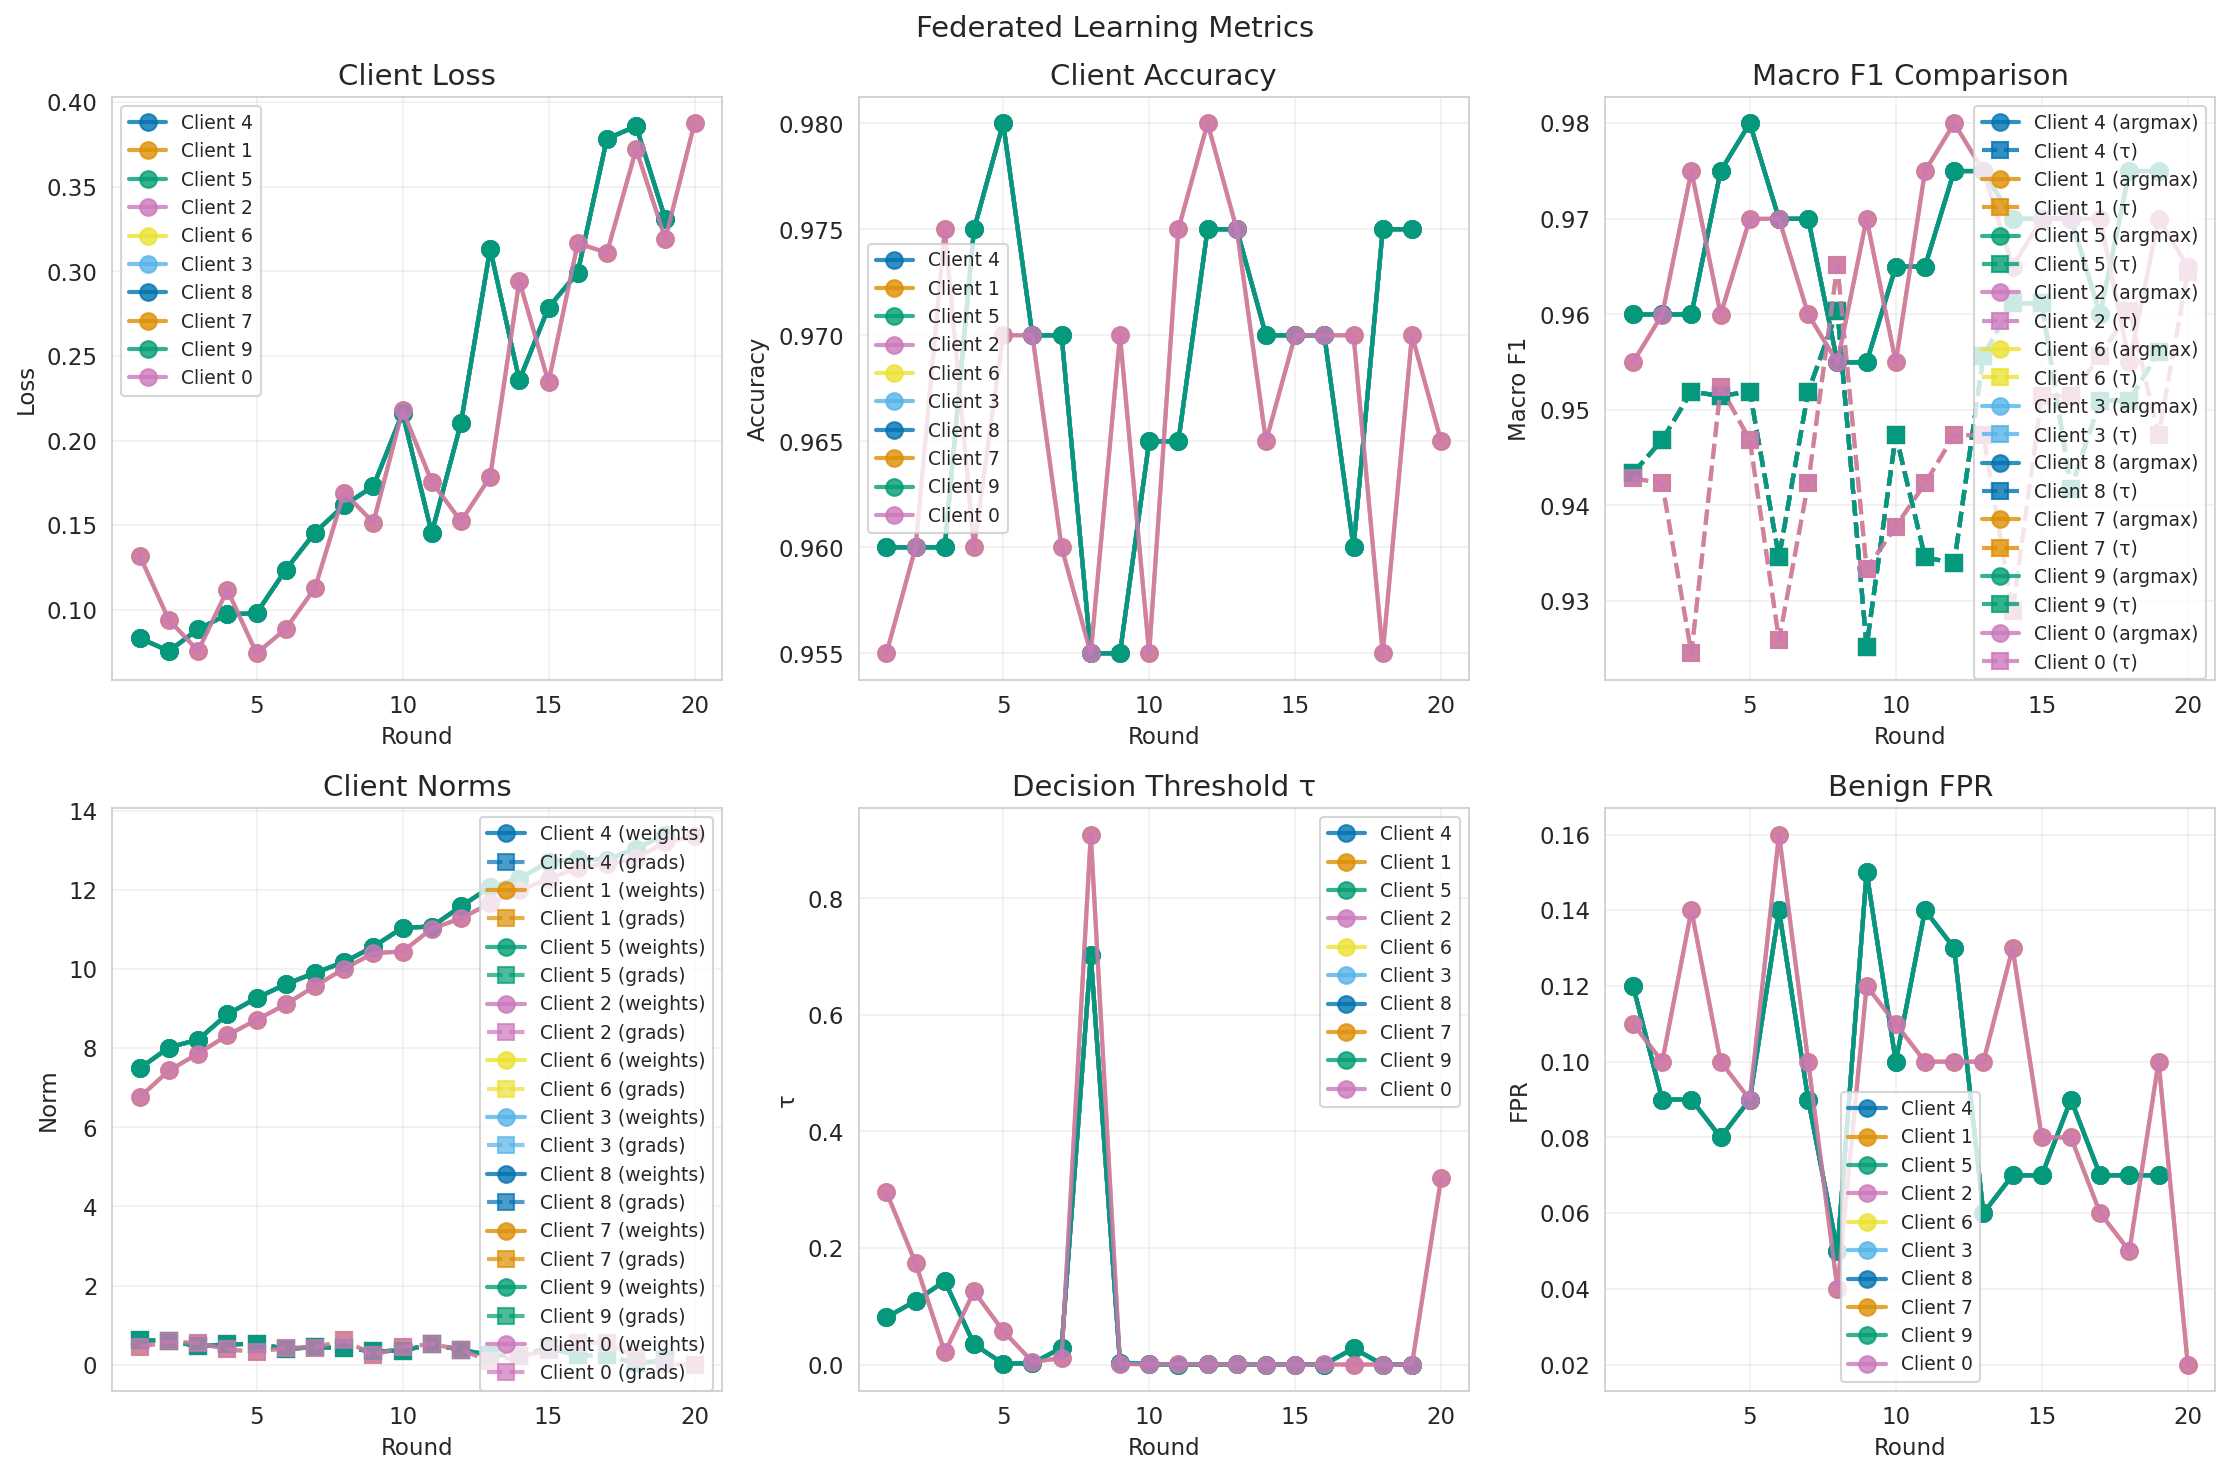 Federated Learning Metrics
Client Loss
0.40
0.35
0.30
0.25
0.20
0.15
0.10
Loss
5
10
15
20
Round
Client 4
Client 1
Client 5
Client 2
Client 6
Client 3
Client 8
Client 7
Client 9
Client 0
Client Accuracy
0.980
0.975
0.970
0.965
0.960
0.955
Accuracy
5
10
15
20
Round
Client 4
Client 1
Client 5
Client 2
Client 6
Client 3
Client 8
Client 7
Client 9
Client 0
Macro F1 Comparison
0.98
0.97
0.96
0.95
0.94
0.93
Macro F1
5
10
15
20
Round
Client 4 (argmax)
Client 4 (τ)
Client 1 (argmax)
Client 1 (τ)
Client 5 (argmax)
Client 5 (τ)
Client 2 (argmax)
Client 2 (τ)
Client 6 (argmax)
Client 6 (τ)
Client 3 (argmax)
Client 3 (τ)
Client 8 (argmax)
Client 8 (τ)
Client 7 (argmax)
Client 7 (τ)
Client 9 (argmax)
Client 9 (τ)
Client 0 (argmax)
Client 0 (τ)
Client Norms
14
12
10
8
6
4
2
0
Norm
5
10
15
20
Round
Client 4 (weights)
Client 4 (grads)
Client 1 (weights)
Client 1 (grads)
Client 5 (weights)
Client 5 (grads)
Client 2 (weights)
Client 2 (grads)
Client 6 (weights)
Client 6 (grads)
Client 3 (weights)
Client 3 (grads)
Client 8 (weights)
Client 8 (grads)
Client 7 (weights)
Client 7 (grads)
Client 9 (weights)
Client 9 (grads)
Client 0 (weights)
Client 0 (grads)
Decision Threshold τ
0.8
0.6
0.4
0.2
0.0
τ
5
10
15
20
Round
Client 4
Client 1
Client 5
Client 2
Client 6
Client 3
Client 8
Client 7
Client 9
Client 0
Benign FPR
0.16
0.14
0.12
0.10
0.08
0.06
0.04
0.02
FPR
5
10
15
20
Round
Client 4
Client 1
Client 5
Client 2
Client 6
Client 3
Client 8
Client 7
Client 9
Client 0